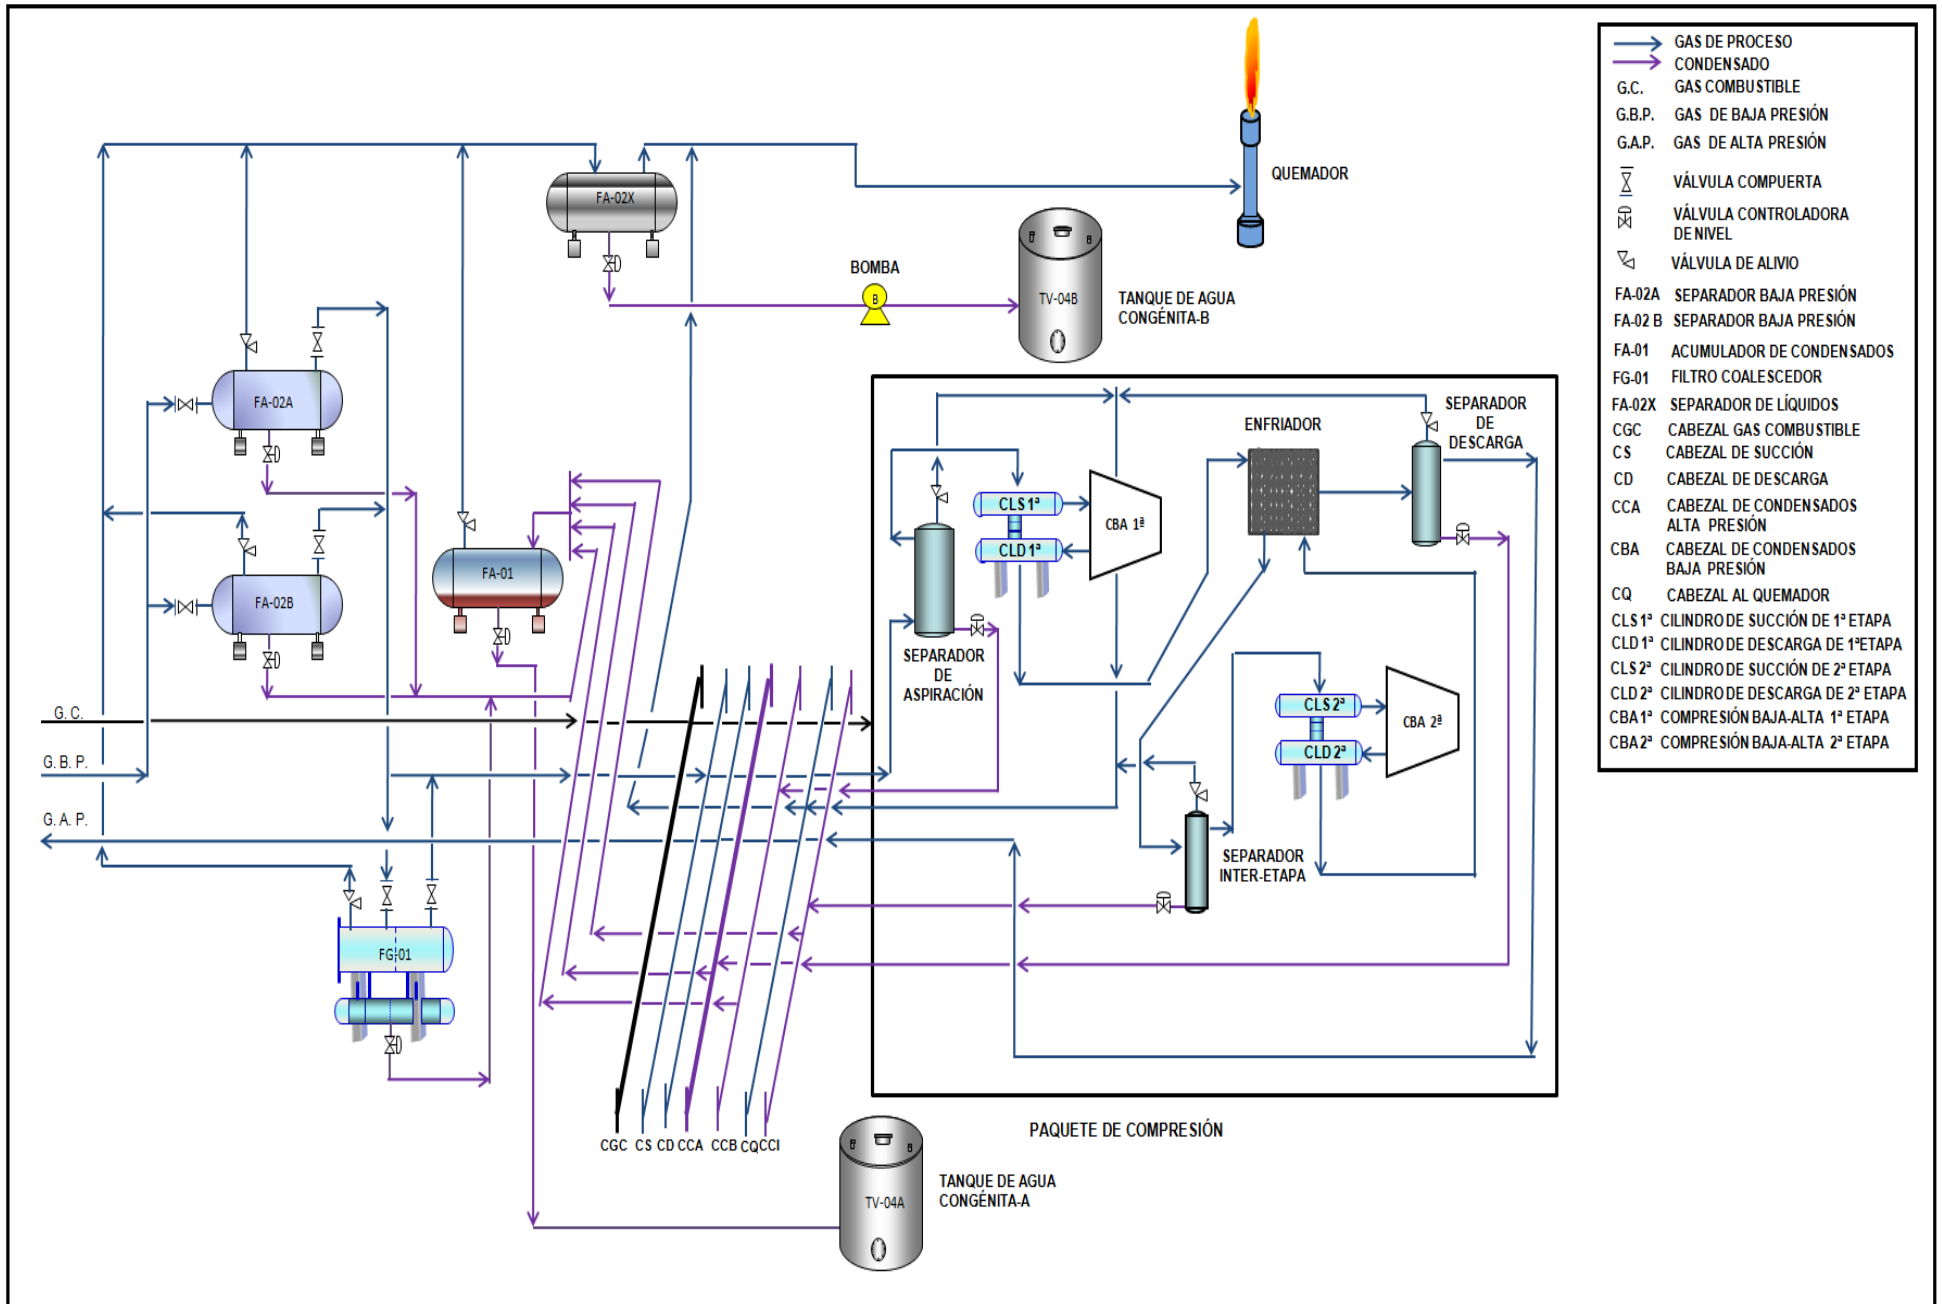 GAS DE PROCESO
CONDENSADO
G.C. GAS COMBUSTIBLE
G.B.P. GAS DE BAJA PRESIÓN
G.A.P. GAS DE ALTA PRESIÓN
VÁLVULA COMPUERTA
VÁLVULA CONTROLADORA
DE NIVEL
VÁLVULA DE ALIVIO
FA-02A SEPARADOR BAJA PRESIÓN
FA-02 B SEPARADOR BAJA PRESIÓN
FA-01 ACUMULADOR DE CONDENSADOS
FG-01 FILTRO COALESCEDOR
FA-02X SEPARADOR DE LÍQUIDOS
CGC CABEZAL GAS COMBUSTIBLE
CS CABEZAL DE SUCCIÓN
CD CABEZAL DE DESCARGA
CCA CABEZAL DE CONDENSADOS
ALTA PRESIÓN
CBA CABEZAL DE CONDENSADOS
BAJA PRESIÓN
CQ CABEZAL AL QUEMADOR
CLS 1ª CILINDRO DE SUCCIÓN DE 1ª ETAPA
CLD 1ª CILINDRO DE DESCARGA DE 1ªETAPA
CLS 2ª CILINDRO DE SUCCIÓN DE 2ª ETAPA
CLD 2ª CILINDRO DE DESCARGA DE 2ª ETAPA
CBA 1ª COMPRESIÓN BAJA-ALTA 1ª ETAPA
CBA 2ª COMPRESIÓN BAJA-ALTA 2ª ETAPA
QUEMADOR
FA-02X
BOMBA
B
TV-04B
TANQUE DE AGUA
CONGÉNITA-B
FA-02A
FA-02B
FA-01
SEPARADOR
DE
DESCARGA
ENFRIADOR
CLS 1ª
CLD 1ª
CBA 1ª
SEPARADOR
DE
ASPIRACIÓN
CLS 2ª
CLD 2ª
CBA 2ª
SEPARADOR
INTER-ETAPA
G. C.
G. B. P.
G. A. P.
FG-01
CGC CS CD CCA CCB CQ CCI
PAQUETE DE COMPRESIÓN
TV-04A
TANQUE DE AGUA
CONGÉNITA-A